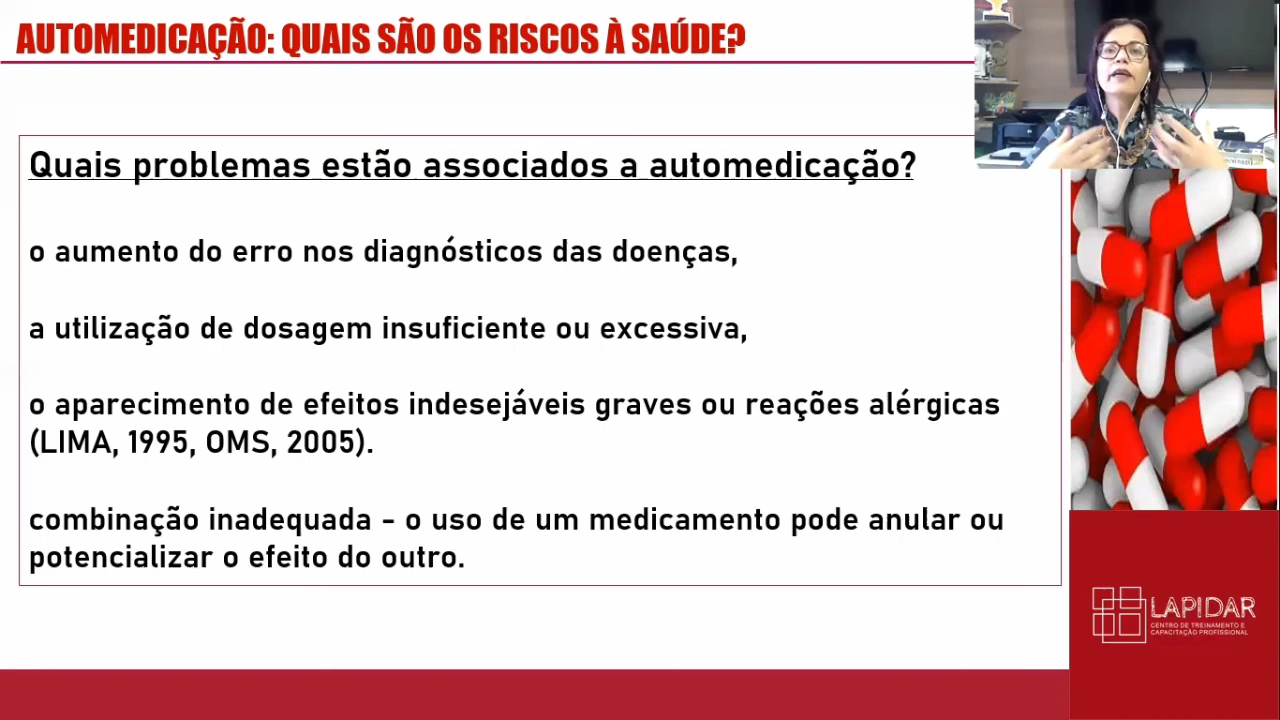 AUTOMEDICAÇÃO: QUAIS SÃO OS RISCOS À SAÚDE?
Quais problemas estão associados a automedicação?
o aumento do erro nos diagnósticos das doenças,
a utilização de dosagem insuficiente ou excessiva,
o aparecimento de efeitos indesejáveis graves ou reações alérgicas
(LIMA, 1995, OMS, 2005).
combinação inadequada - o uso de um medicamento pode anular ou
potencializar o efeito do outro.
LAPIDAR
CENTRO DE TREINAMENTO E
CAPACITAÇÃO PROFISSIONAL